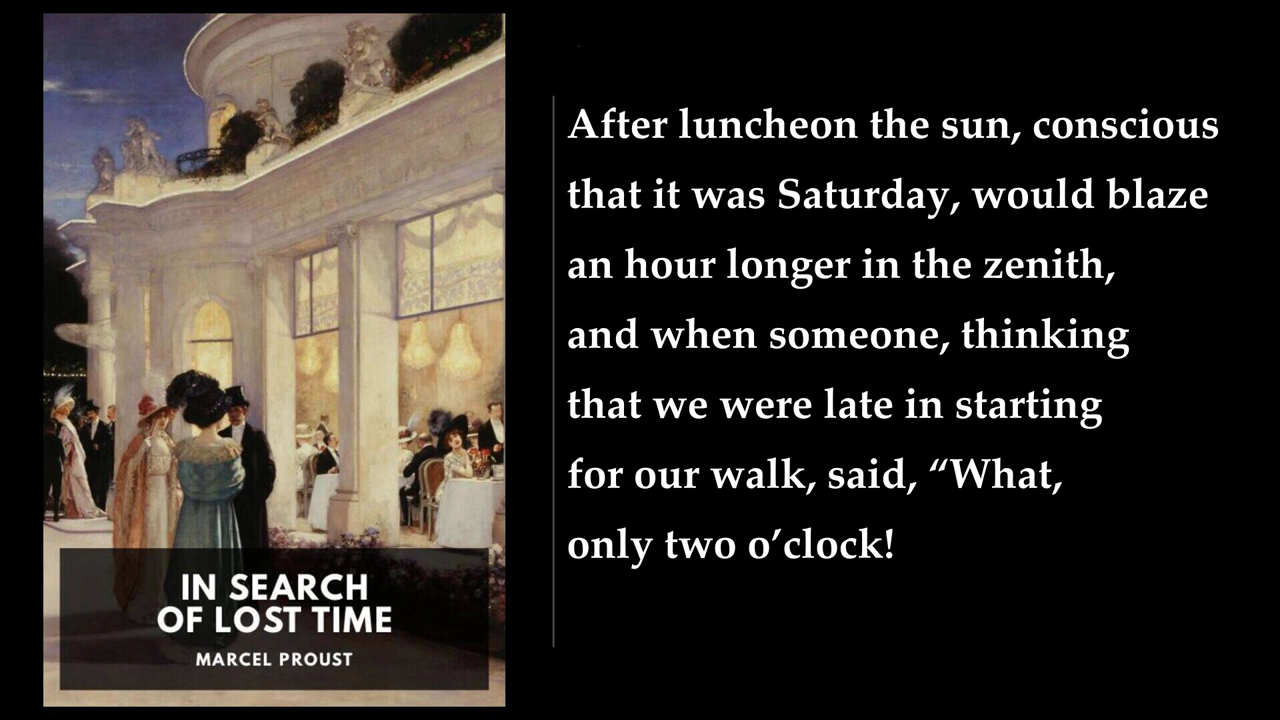 IN SEARCH
OF LOST TIME
MARCEL PROUST
After luncheon the sun, conscious
that it was Saturday, would blaze
an hour longer in the zenith,
and when someone, thinking
that we were late in starting
for our walk, said, “What,
only two o’clock!